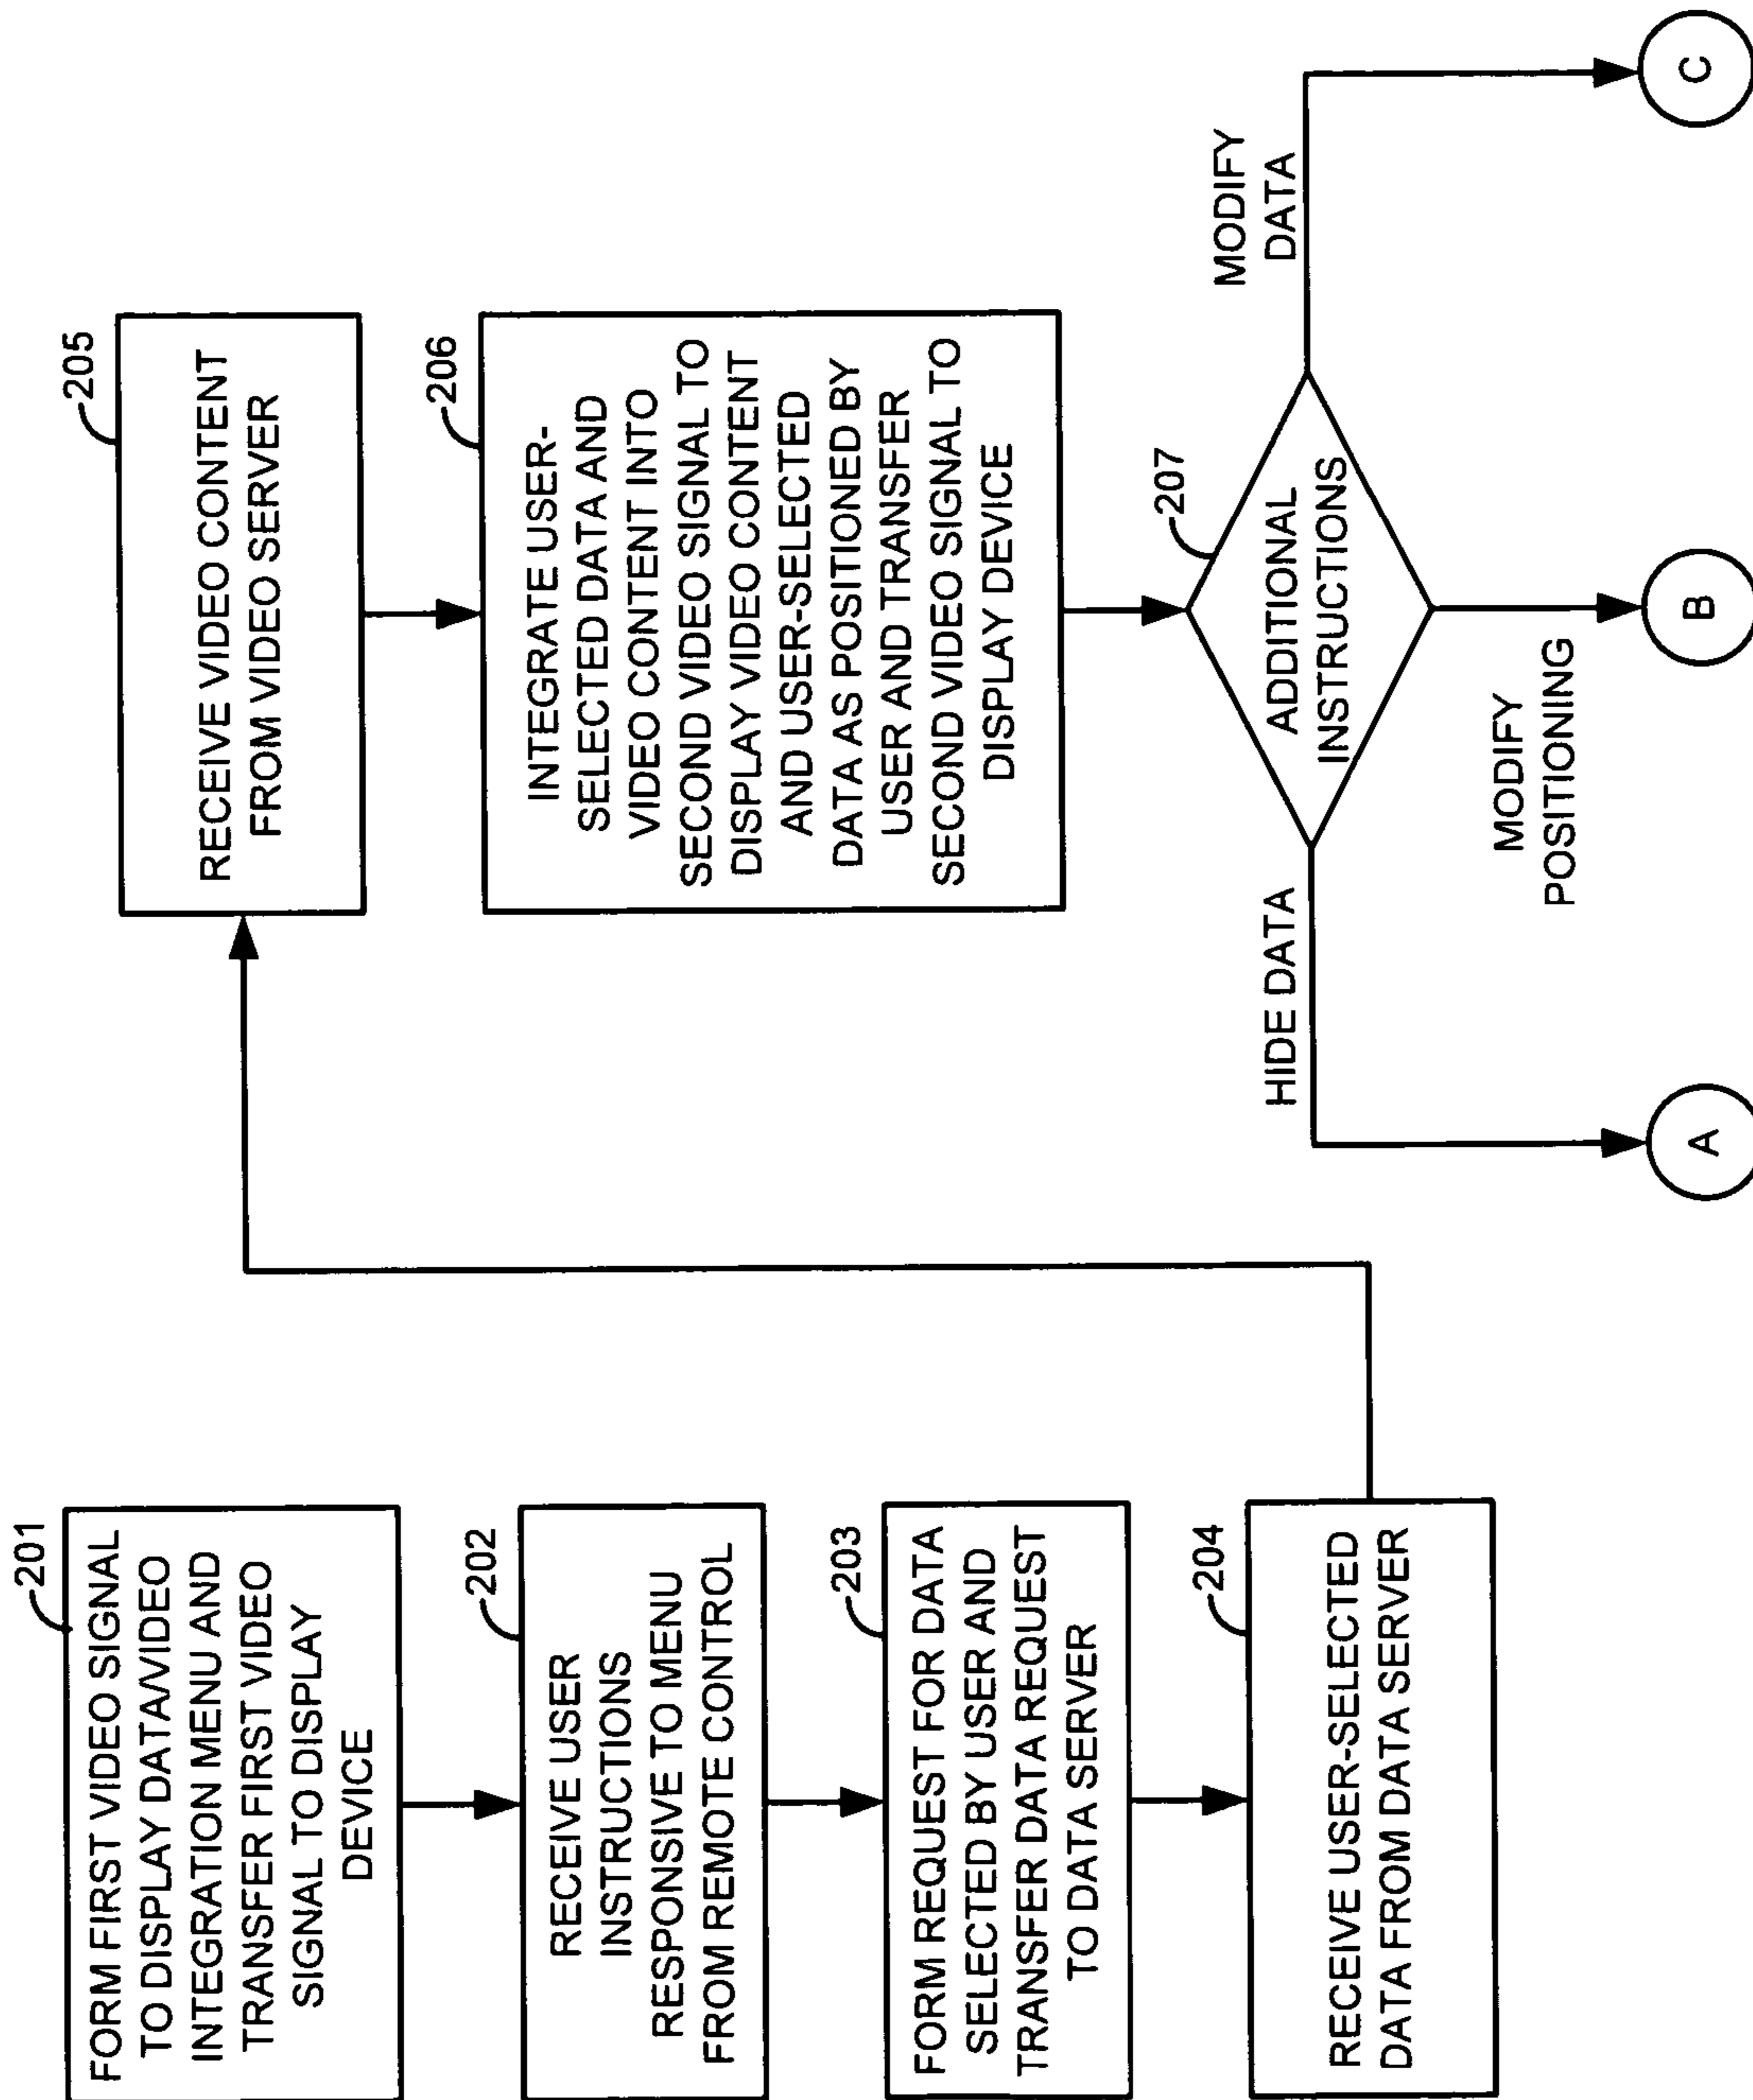 201
FORM FIRST VIDEO SIGNAL
TO DISPLAY DATA/VIDEO
INTEGRATION MENU AND
TRANSFER FIRST VIDEO
SIGNAL TO DISPLAY
DEVICE
202
RECEIVE USER
INSTRUCTIONS
RESPONSIVE TO MENU
FROM REMOTE CONTROL
203
FORM REQUEST FOR DATA
SELECTED BY USER AND
TRANSFER DATA REQUEST
TO DATA SERVER
204
RECEIVE USER-SELECTED
DATA FROM DATA SERVER
205
RECEIVE VIDEO CONTENT
FROM VIDEO SERVER
206
INTEGRATE USER-
SELECTED DATA AND
VIDEO CONTENT INTO
SECOND VIDEO SIGNAL TO
DISPLAY VIDEO CONTENT
AND USER-SELECTED
DATA AS POSITIONED BY
USER AND TRANSFER
SECOND VIDEO SIGNAL TO
DISPLAY DEVICE
207
ADDITIONAL
INSTRUCTIONS
HIDE DATA
MODIFY
POSITIONING
MODIFY
DATA
A
B
C